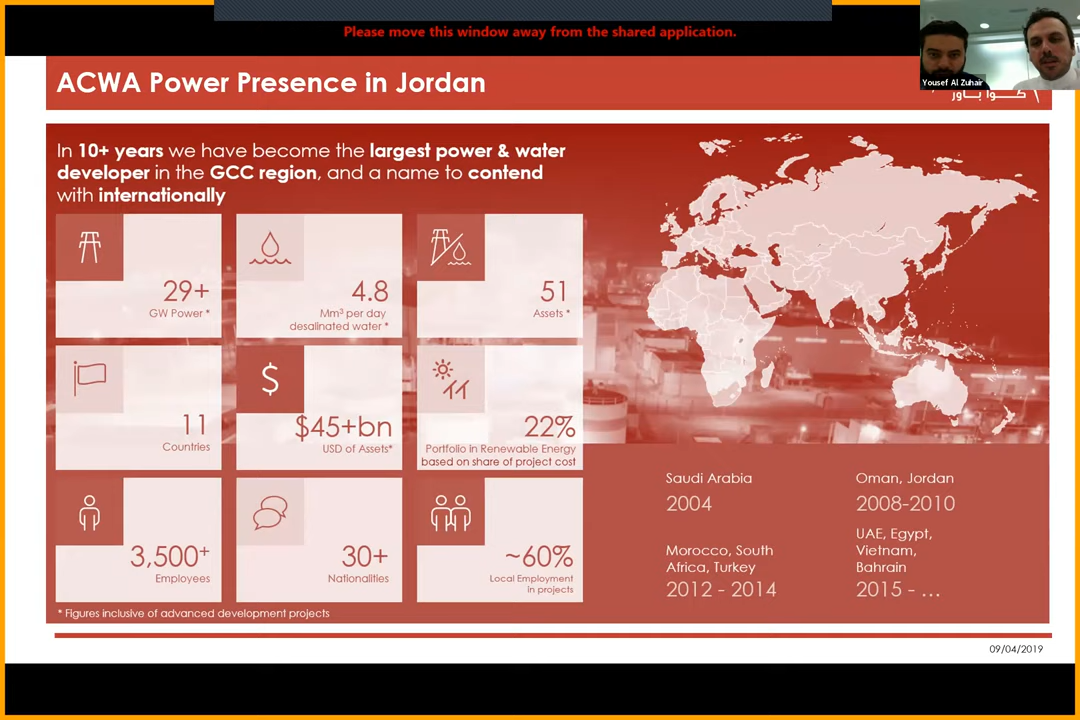 Please move this window away from the shared application.
Yousef Al Zuhair
ACWA Power Presence in Jordan
كـــوا بـــاور
In 10+ years we have become the largest power & water
developer in the GCC region, and a name to contend
with internationally
29+
GW Power *
4.8
Mm³ per day
desalinated water *
51
Assets *
11
Countries
$
$45+bn
USD of Assets*
22%
Portfolio In Renewable Energy
based on share of project cost
3,500+
Employees
30+
Nationalities
~60%
Local Employment
in projects
Saudi Arabia
2004
Oman, Jordan
2008-2010
Morocco, South
Africa, Turkey
2012 - 2014
UAE, Egypt,
Vietnam,
Bahrain
2015 - …
* Figures inclusive of advanced development projects
09/04/2019